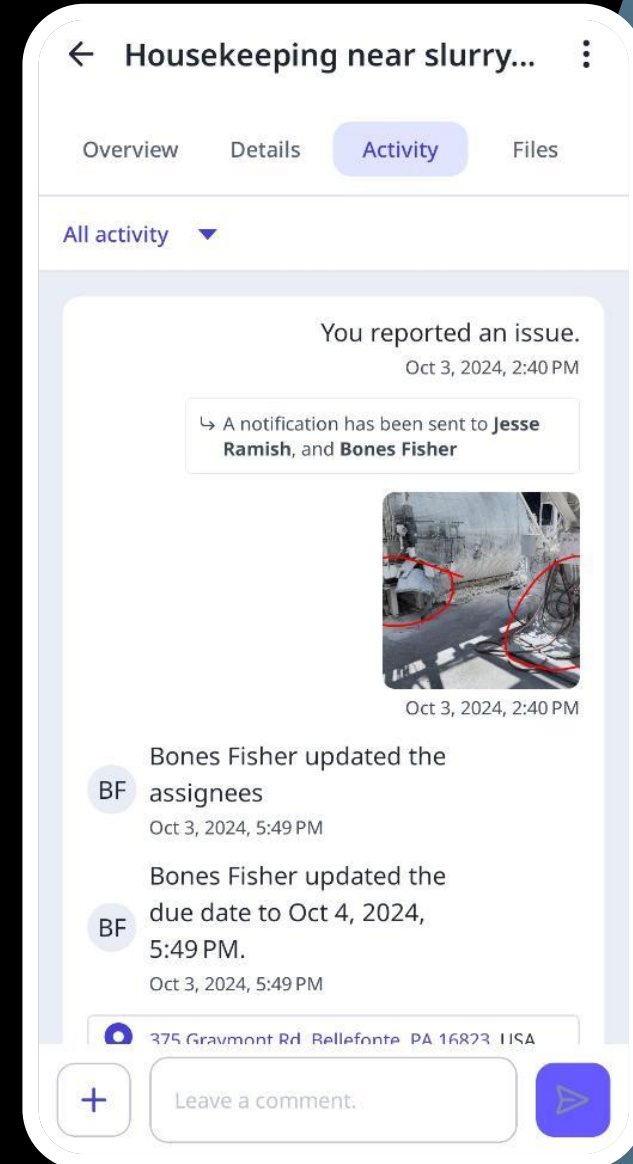 Housekeeping near slurry...
Overview Details Activity Files
All activity
You reported an issue.
Oct 3, 2024, 2:40 PM
A notification has been sent to Jesse
Ramish, and Bones Fisher
Oct 3, 2024, 2:40 PM
BF
Bones Fisher updated the
assignees
Oct 3, 2024, 5:49 PM
BF
Bones Fisher updated the
due date to Oct 4, 2024,
5:49 PM.
Oct 3, 2024, 5:49 PM
375 Graymont Rd, Bellefonte, PA 16823, USA
Leave a comment.